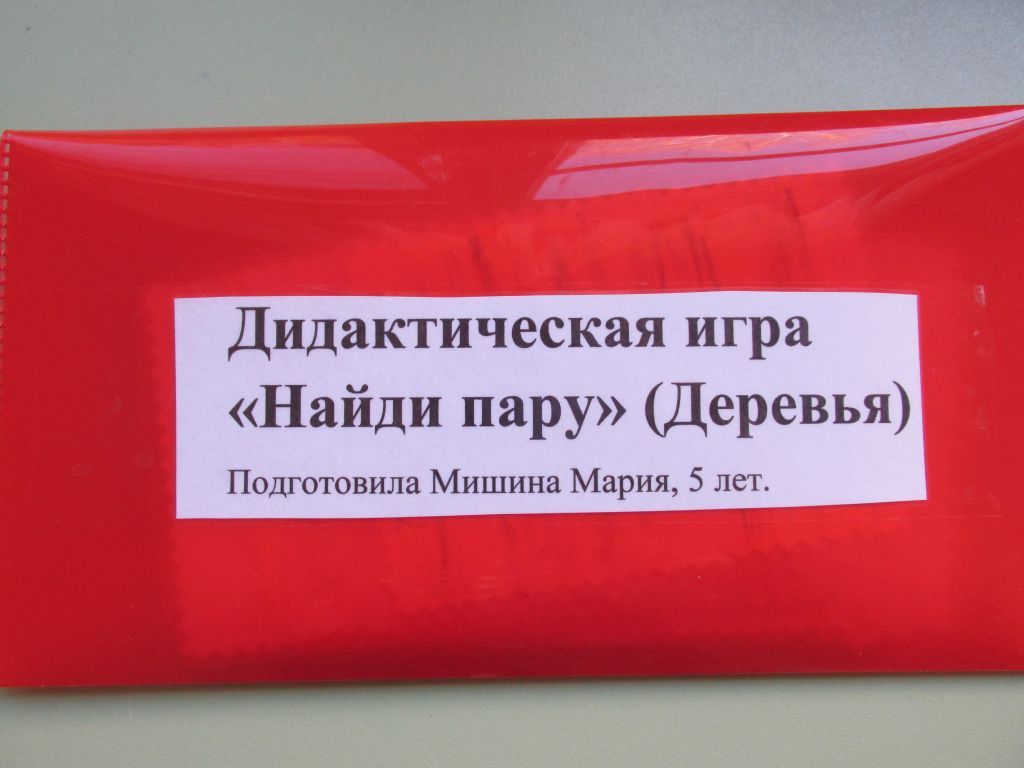 Дидактическая игра
«Найди пару» (Деревья)
Подготовила Мишина Мария, 5 лет.